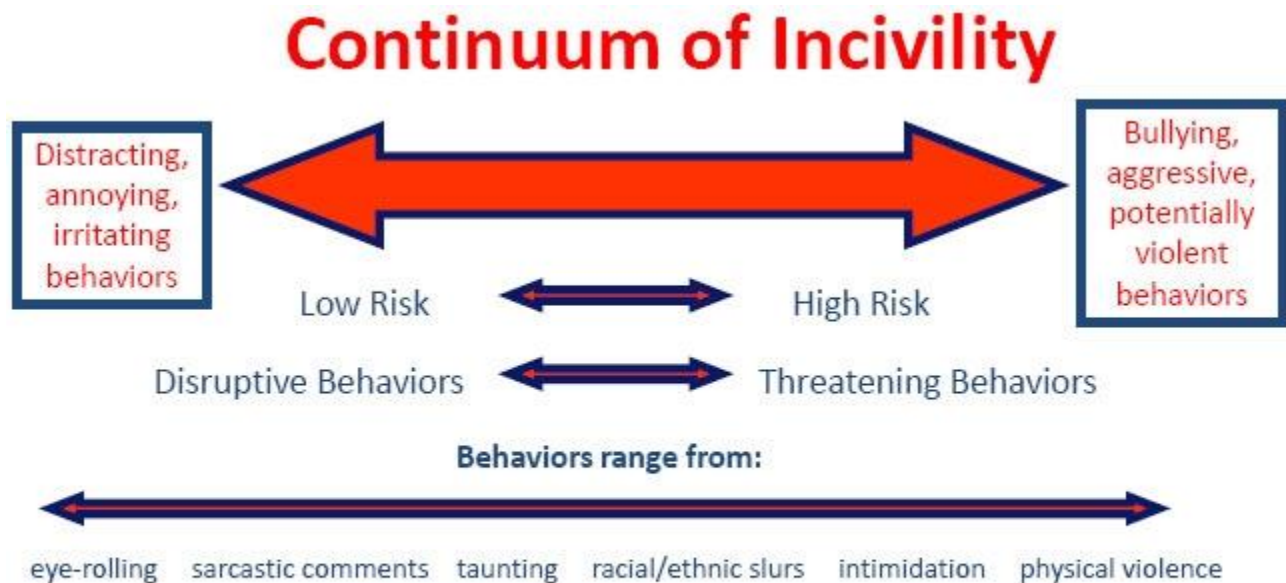 Continuum of Incivility
Distracting,
annoying,
irritating
behaviors
Bullying,
aggressive,
potentially
violent
behaviors
Low Risk
High Risk
Disruptive Behaviors
Threatening Behaviors
Behaviors range from:
eye-rolling sarcastic comments taunting racial/ethnic slurs intimidation physical violence